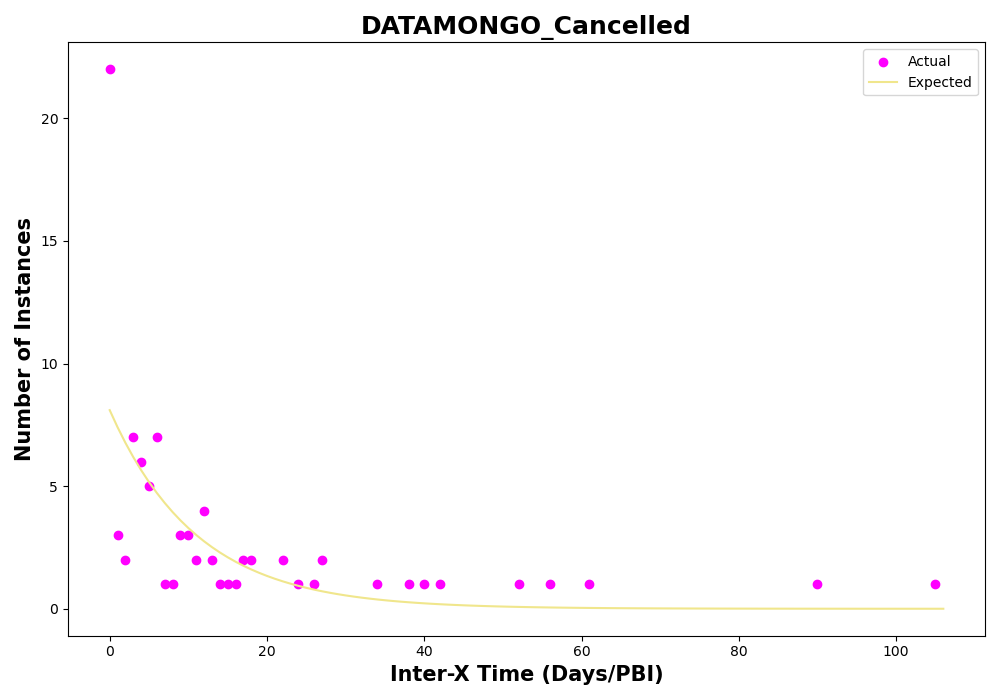 DATAMONGO_Cancelled
Actual
Expected
Number of Instances
20
15
10
5
0
0 20 40 60 80 100
Inter-X Time (Days/PBI)